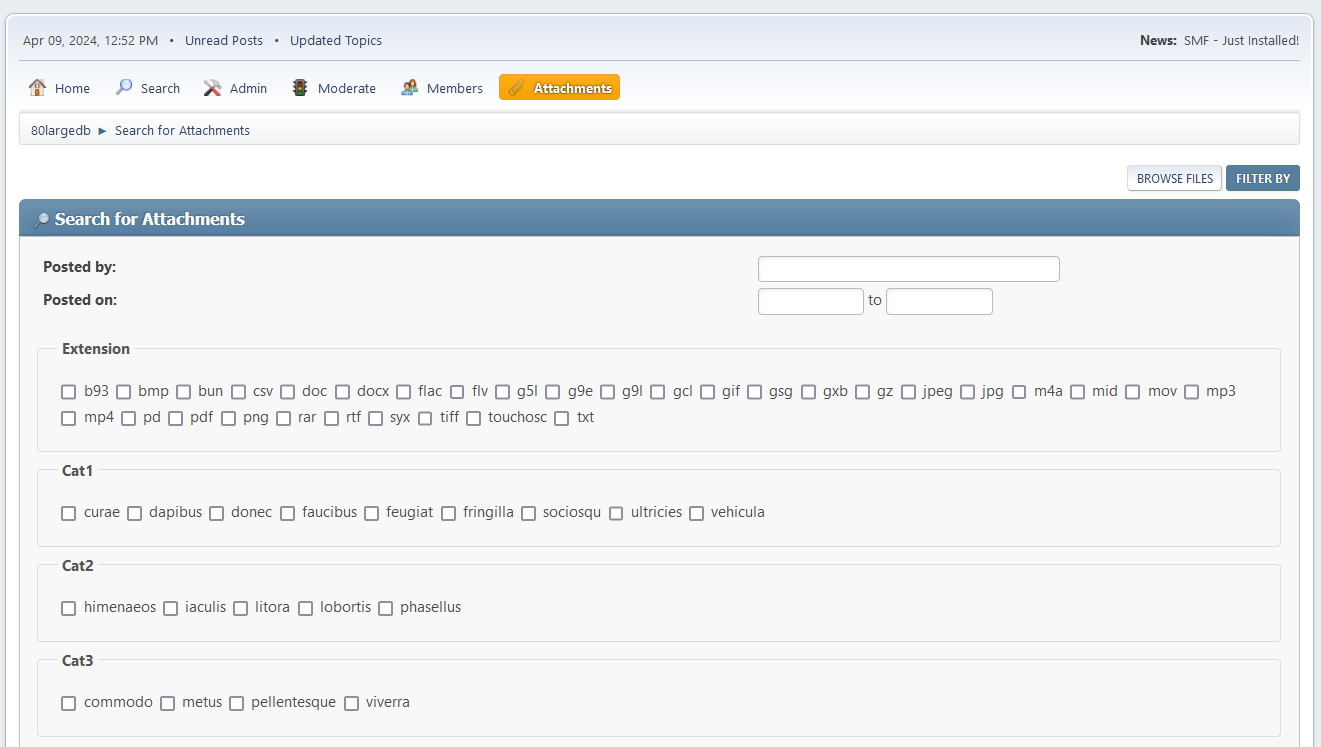 Apr 09, 2024, 12:52 PM • Unread Posts • Updated Topics News: SMF - Just Installed!
Home Search Admin Moderate Members Attachments
80largedb ► Search for Attachments
BROWSE FILES FILTER BY
Search for Attachments
Posted by:
Posted on: to
Extension
b93 bmp bun csv doc docx flac flv g5l g9e g9l gcl gif gsg gxb gz jpeg jpg m4a mid mov mp3
mp4 pd pdf png rar rtf syx tiff touchosc txt
Cat1
curae dapibus donec faucibus feugiat fringilla sociosqu ultricies vehicula
Cat2
himenaeos iaculis litora lobortis phasellus
Cat3
commodo metus pellentesque viverra